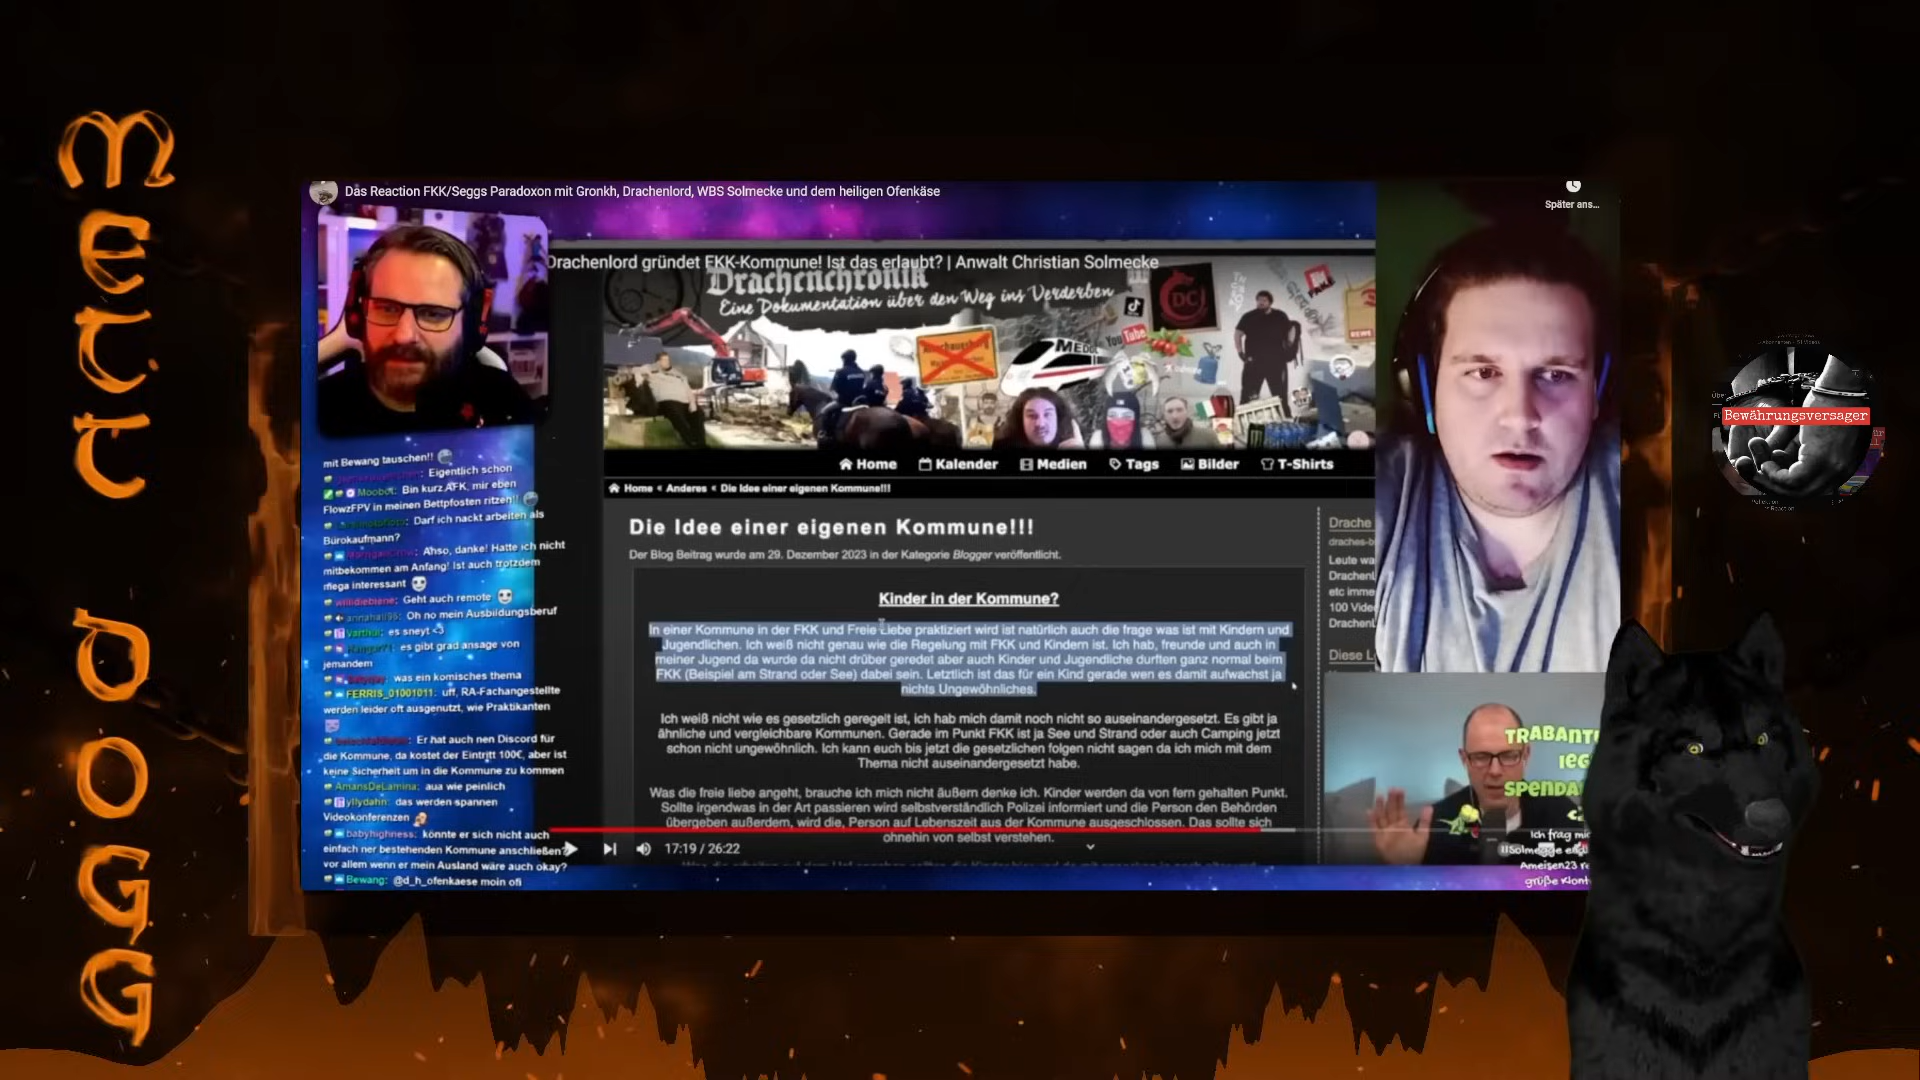 METT DOGG
Das Reaction FKK/Seggs Paradoxon mit Gronkh, Drachenlord, WBS Solmecke und dem heiligen Ofenkäse
Später ans...
Drachenlord gründet FKK-Kommune! Ist das erlaubt? | Anwalt Christian Solmecke
Drachenchronik
Eine Dokumentation über den Weg ins Verderben
DC
You Tube
Home
Kalender
Medien
Tags
Bilder
T-Shirts
Home « Anderes « Die Idee einer eigenen Kommune!!!
Die Idee einer eigenen Kommune!!!
Der Blog Beitrag wurde am 29. Dezember 2023 in der Kategorie Blogger veröffentlicht.
Kinder in der Kommune?
In einer Kommune in der FKK und Freie Liebe praktiziert wird ist natürlich auch die frage was ist mit Kindern und
Jugendlichen. Ich weiß nicht genau wie die Regelung mit FKK und Kindern ist. Ich hab, freunde und auch in
meiner Jugend da wurde da nicht drüber geredet aber auch Kinder und Jugendliche durften ganz normal beim
FKK (Beispiel am Strand oder See) dabei sein. Letztlich ist das für ein Kind gerade wen es damit aufwachst ja
nichts Ungewöhnliches.
Ich weiß nicht wie es gesetzlich geregelt ist, ich hab mich damit noch nicht so auseinandergesetzt. Es gibt ja
ähnliche und vergleichbare Kommunen. Gerade im Punkt FKK ist ja See und Strand oder auch Camping jetzt
schon nicht ungewöhnlich. Ich kann euch bis jetzt die gesetzlichen folgen nicht sagen da ich mich mit dem
Thema nicht auseinandergesetzt habe.
Was die freie liebe angeht, brauche ich mich nicht äußern denke ich. Kinder werden da von fern gehalten Punkt.
Sollte irgendwas in der Art passieren wird selbstverständlich Polizei informiert und die Person den Behörden
übergeben außerdem, wird die, Person auf Lebenszeit aus der Kommune ausgeschlossen. Das sollte sich
ohnehin von selbst verstehen.
Drache
draches-b
Leute wa
Drachenl
etc imme
100 Vide
Drachenl
Diese L
mit Bewang tauschen!!
Eigentlich schon
Moobot: Bin kurz AFK, mir eben
FlowzFPV in meinen Bettpfosten ritzen!!
Darf ich nackt arbeiten als
Bürokaufmann?
Ahso, danke! Hatte ich nicht
mitbekommen am Anfang! Ist auch trotzdem
mega interessant
Geht auch remote
Oh no mein Ausbildungsberuf
es sneyt <3
es gibt grad ansage von
jemandem
was ein komisches thema
FERRIS_01001011: uff, RA-Fachangestellte
werden leider oft ausgenutzt, wie Praktikanten
Er hat auch nen Discord für
die Kommune, da kostet der Eintritt 100€, aber ist
keine Sicherheit um in die Kommune zu kommen
AmansDeLamina: aua wie peinlich
yllydahn: das werden spannen
Videokonferenzen
babyhighness: könnte er sich nicht auch
einfach ner bestehenden Kommune anschließen?
vor allem wenn er mein Ausland wäre auch okay?
Bewang: @d_h_ofenkaese moin ofi
17:19 / 26:22
TRABANT
SPENDA
Ich frag mic
Ameisen23 re
grüße Klont
Bewährungsversager